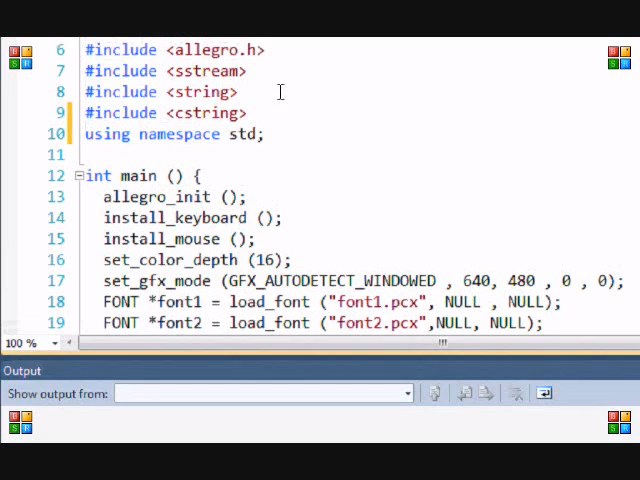 6 #include <allegro.h>
7 #include <sstream>
8 #include <string>
9 #include <cstring>
10 using namespace std;
11
12 int main () {
13 allegro_init ();
14 install_keyboard ();
15 install_mouse ();
16 set_color_depth (16);
17 set_gfx_mode (GFX_AUTODETECT_WINDOWED , 640, 480 , 0 , 0);
18 FONT *font1 = load_font ("font1.pcx", NULL , NULL);
19 FONT *font2 = load_font ("font2.pcx",NULL, NULL);
100 %
Output
Show output from: